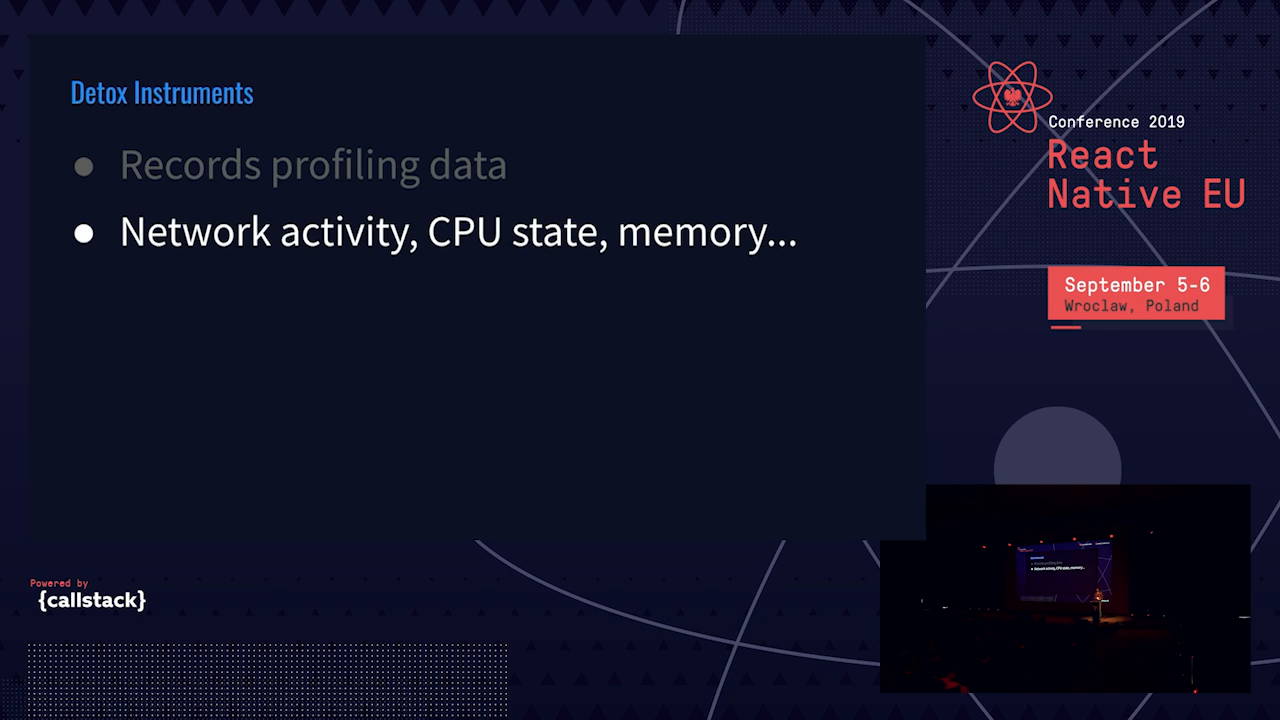 Detox Instruments
● Records profiling data
● Network activity, CPU state, memory...
Conference 2019
React
Native EU
September 5-6
Wroclaw, Poland
Powered by
{callstack}